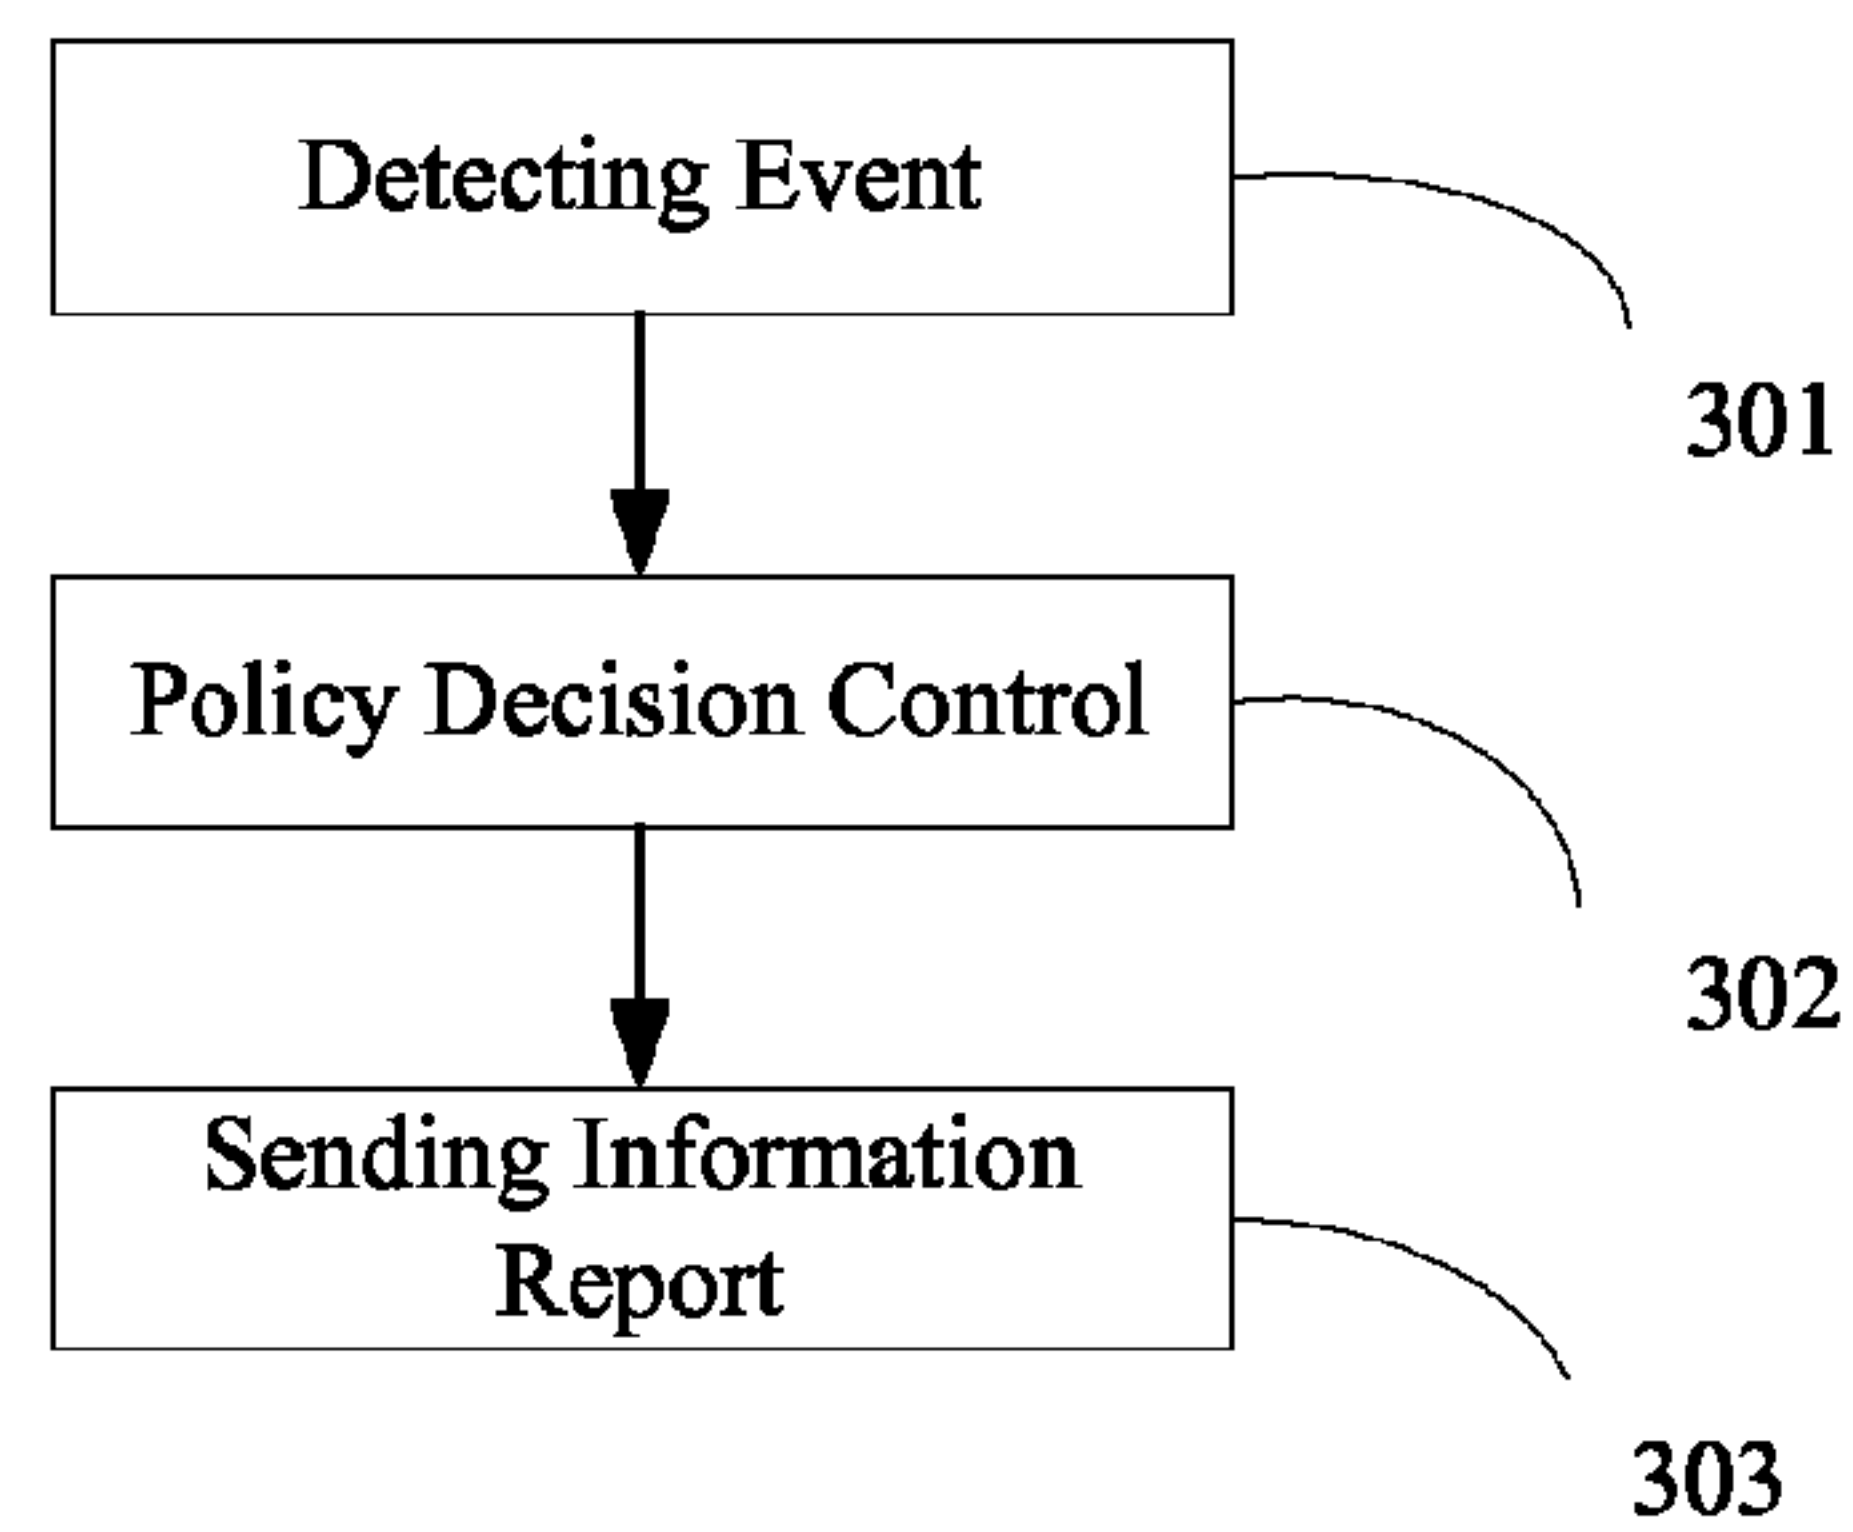 Detecting Event
301
Policy Decision Control
302
Sending Information
Report
303